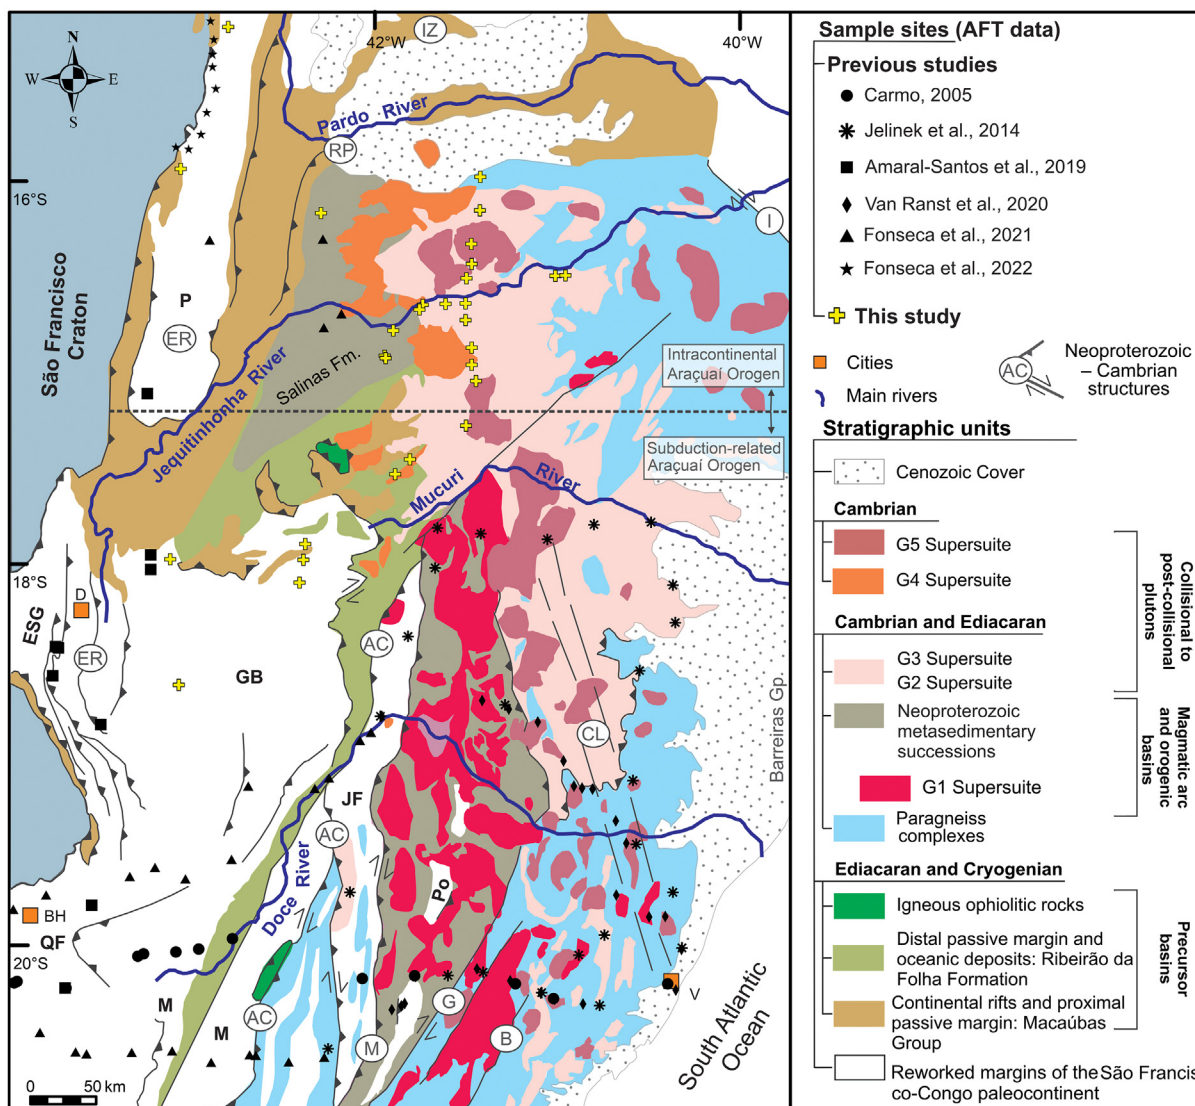 N
W
E
S
42°W
40°W
IZ
Pardo River
RP
16°S
I
São Francisco
Craton
P
ER
Jequitinhonha River
Salinas Fm.
Intracontinental
Araçuaí Orogen
Subduction-related
Araçuaí Orogen
Mucuri
River
18°S
D
ESG
ER
AC
GB
CL
Barreiras Gp.
JF
AC
Doce River
Po
BH
QF
20°S
M
M
AC
M
G
B
V
South Atlantic
Ocean
0
50 km
Sample sites (AFT data)
Previous studies
Carmo, 2005
Jelinek et al., 2014
Amaral-Santos et al., 2019
Van Ranst et al., 2020
Fonseca et al., 2021
Fonseca et al., 2022
This study
Cities
Main rivers
AC
Neoproterozoic
– Cambrian
structures
Stratigraphic units
Cenozoic Cover
Cambrian
G5 Supersuite
G4 Supersuite
Cambrian and Ediacaran
G3 Supersuite
G2 Supersuite
Neoproterozoic
metasedimentary
successions
G1 Supersuite
Paragneiss
complexes
Ediacaran and Cryogenian
Igneous ophiolitic rocks
Distal passive margin and
oceanic deposits: Ribeirão da
Folha Formation
Continental rifts and proximal
passive margin: Macaúbas
Group
Reworked margins of the São Francis
co-Congo paleocontinent
Collisional to
post-collisional
plutons
Magmatic arc
and orogenic
basins
Precursor
basins